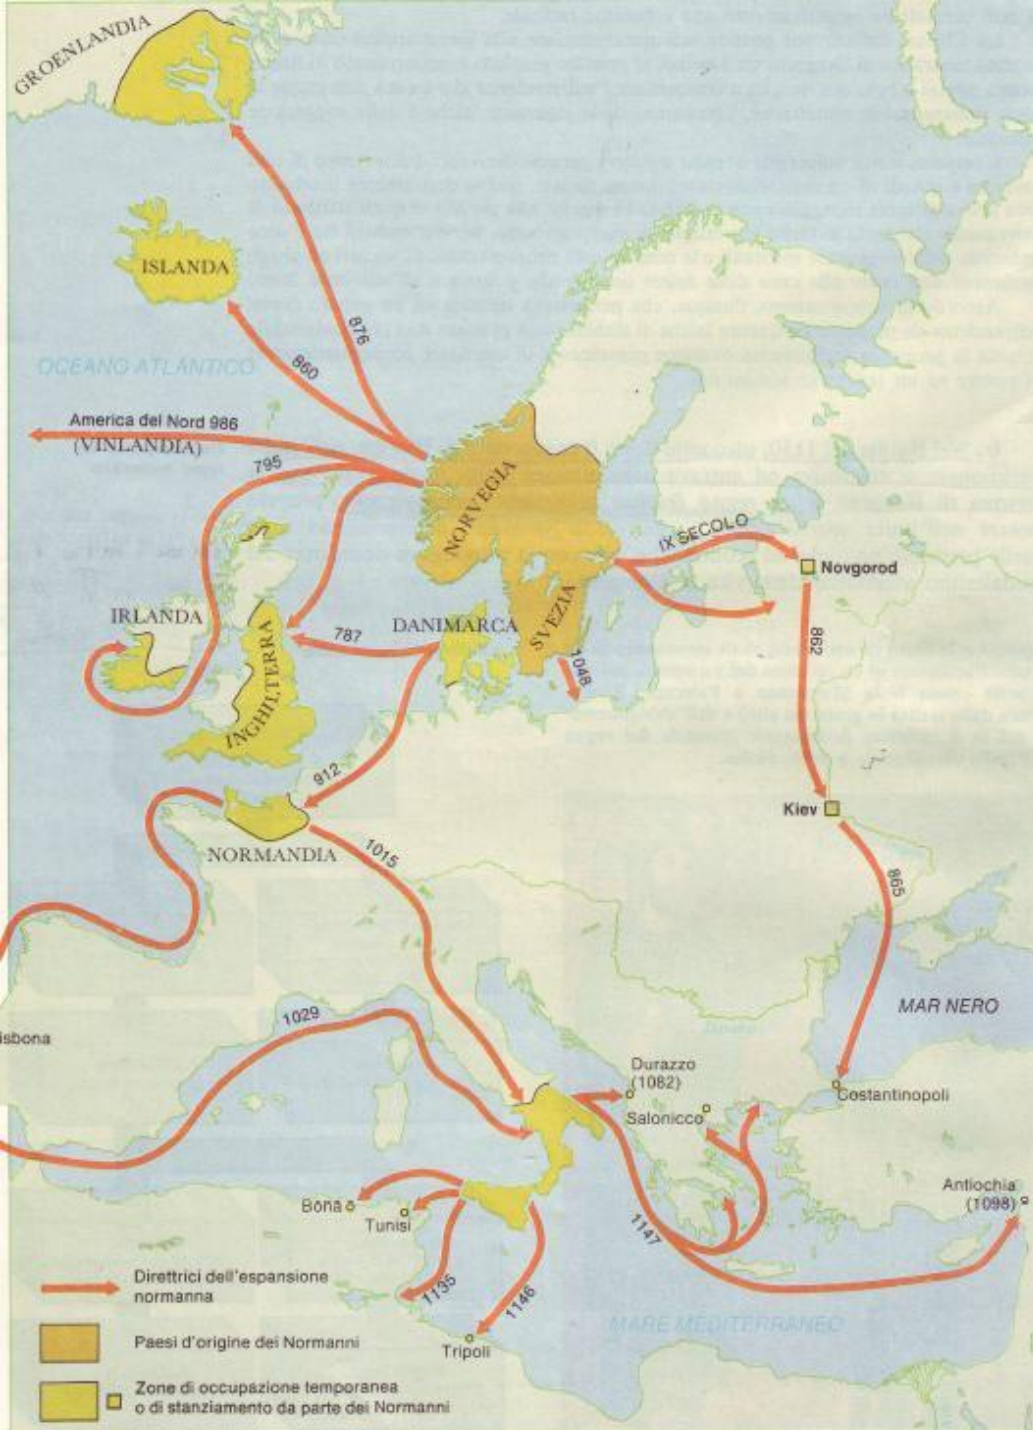 GROENLANDIA
ISLANDA
876
860
OCEANO ATLANTICO
America del Nord 986
(VINLANDIA)
795
NORVEGIA
IX SECOLO
Novgorod
IRLANDA
787
DANIMARCA
SVEZIA
1048
862
INGHILTERRA
912
Kiev
NORMANDIA
1015
865
MAR NERO
1029
isbona
Durazzo
(1082)
Salonicco
Costantinopoli
Antiochia
(1098)
Bona
Tunisi
1147
1135
1146
Tripoli
MARE MEDITERRANEO
Direttrici dell'espansione
normanna
Paesi d'origine dei Normanni
Zone di occupazione temporanea
o di stanziamento da parte dei Normanni